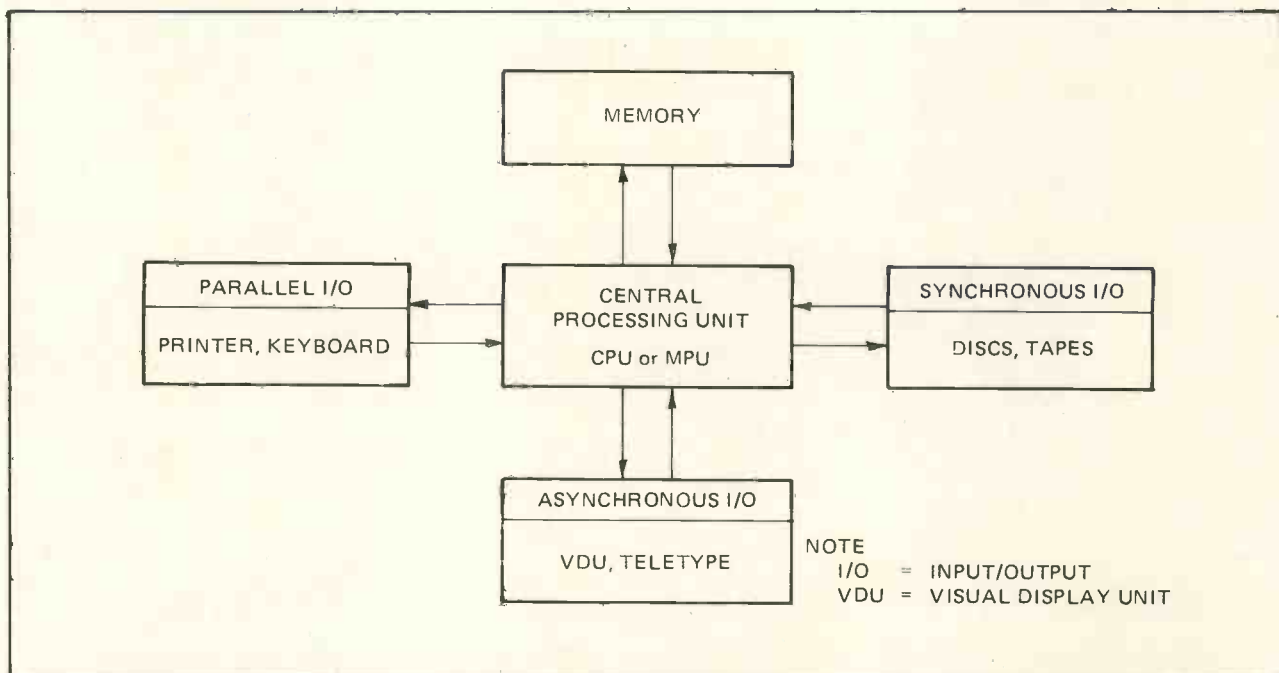 MEMORY
PARALLEL I/O
PRINTER, KEYBOARD
CENTRAL
PROCESSING UNIT
CPU or MPU
SYNCHRONOUS I/O
DISCS, TAPES
ASYNCHRONOUS I/O
VDU, TELETYPE
NOTE
I/O = INPUT/OUTPUT
VDU = VISUAL DISPLAY UNIT